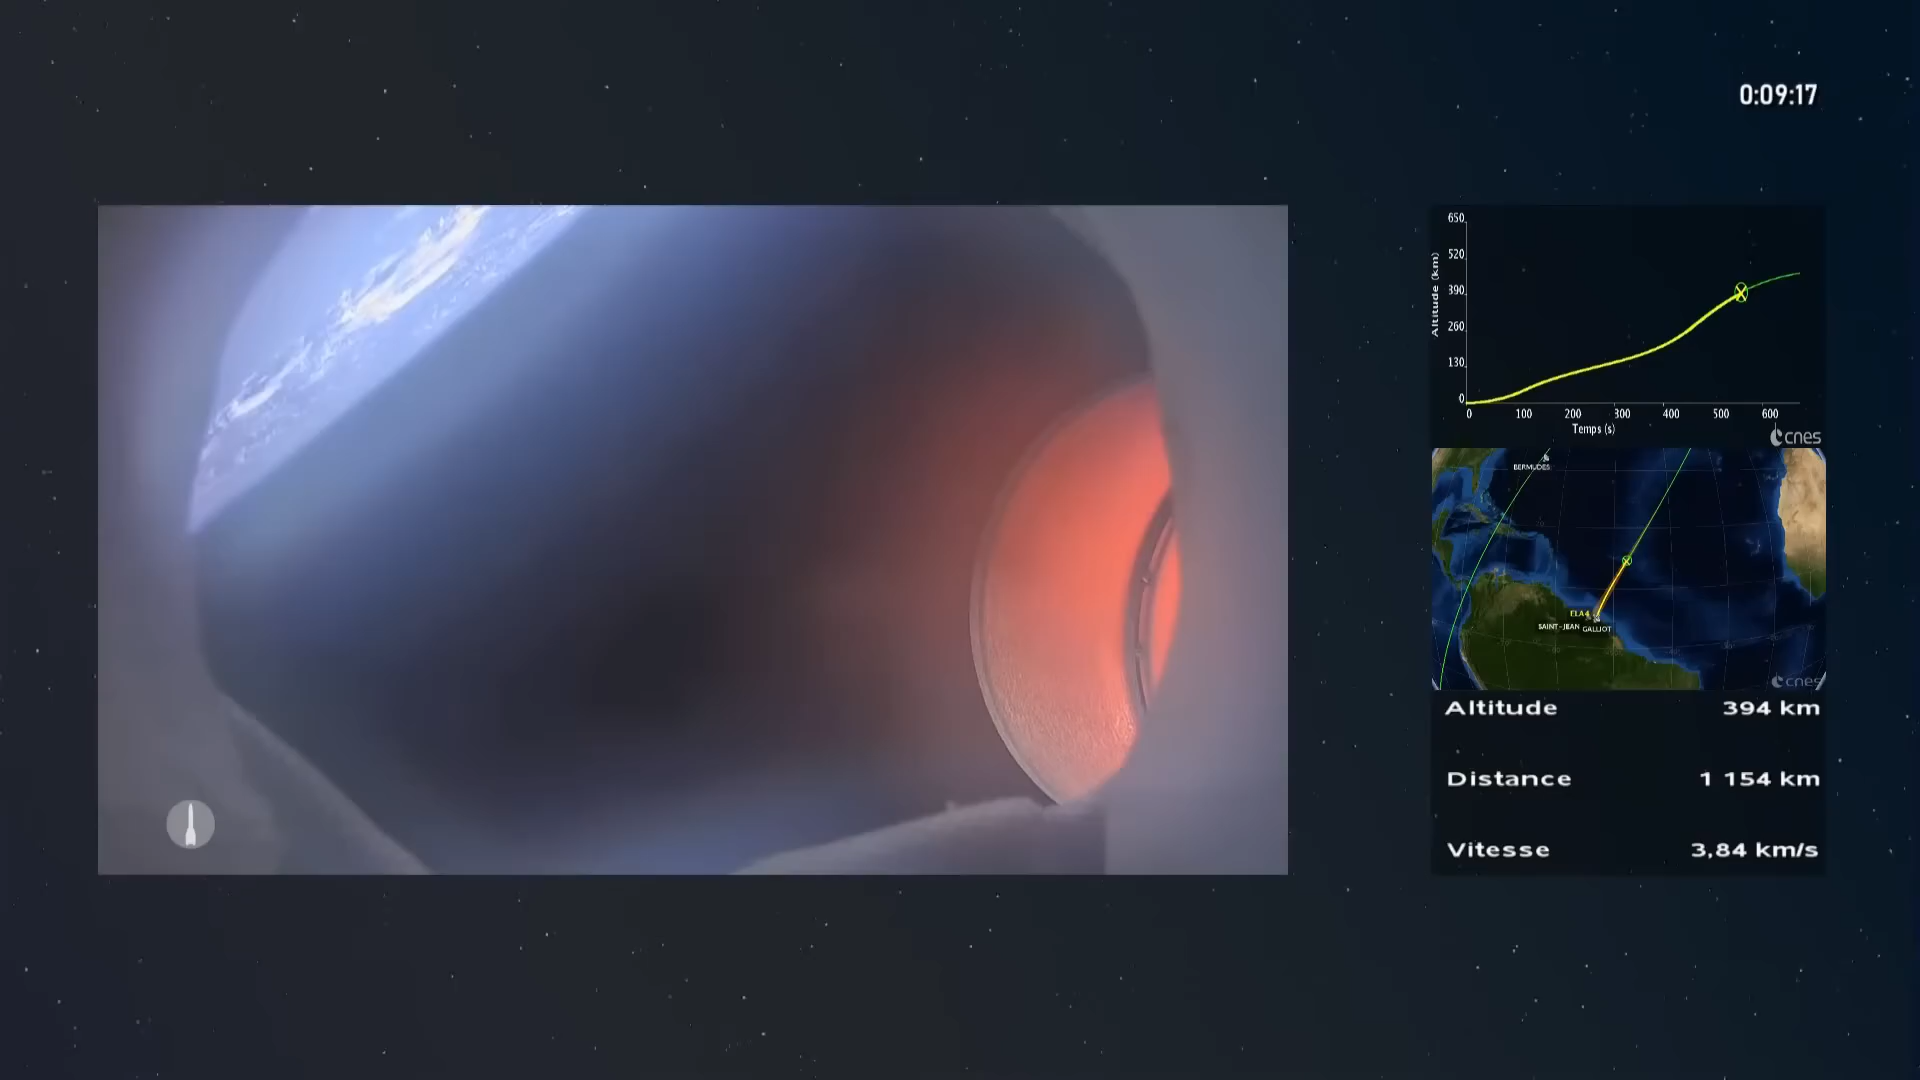 0:09:17
650
520
390
260
130
0
Altitude (km)
0 100 200 300 400 500 600
Temps (s)
cnes
BERMUDES
ELA4
SAINT-JEAN GALLIOT
cnes
Altitude 394 km
Distance 1 154 km
Vitesse 3,84 km/s